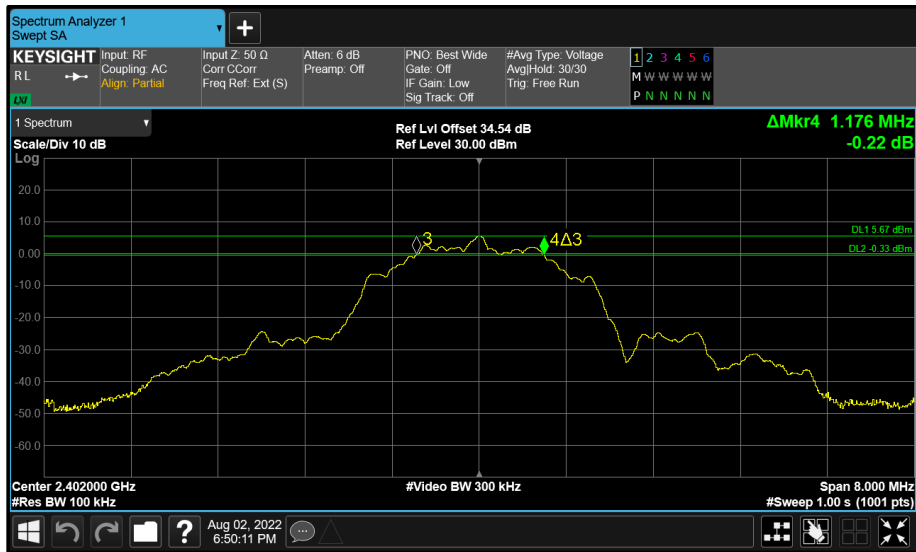 Spectrum Analyzer 1
Swept SA
+
KEYSIGHT Input: RF Input Z: 50 Ω Atten: 6 dB PNO: Best Wide #Avg Type: Voltage 1 2 3 4 5 6
RL Coupling: AC Corr CCorr Preamp: Off Gate: Off Avg|Hold: 30/30 M W W W W W
Align: Partial Freq Ref: Ext (S) IF Gain: Low Trig: Free Run
LXI Sig Track: Off P N N N N N
1 Spectrum Ref Lvl Offset 34.54 dB ΔMkr4 1.176 MHz
Scale/Div 10 dB Ref Level 30.00 dBm -0.22 dB
Log
20.0
10.0
DL1 5.67 dBm
3 4Δ3
DL2 -0.33 dBm
0.00
-10.0
-20.0
-30.0
-40.0
-50.0
-60.0
Center 2.402000 GHz #Video BW 300 kHz Span 8.000 MHz
#Res BW 100 kHz #Sweep 1.00 s (1001 pts)
? Aug 02, 2022
6:50:11 PM